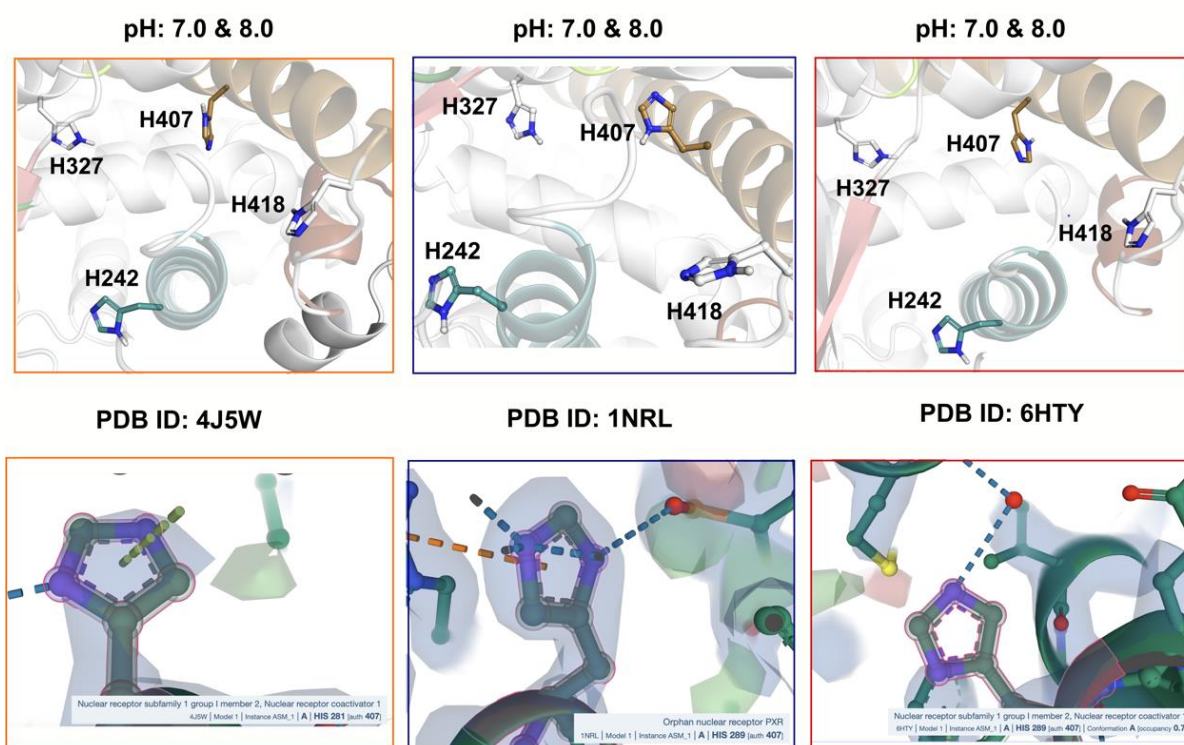 pH: 7.0 & 8.0
pH: 7.0 & 8.0
pH: 7.0 & 8.0
H327
H407
H418
H242
H327
H407
H242
H418
H407
H327
H418
H242
PDB ID: 4J5W
PDB ID: 1NRL
PDB ID: 6HTY
Nuclear receptor subfamily 1 group I member 2, Nuclear receptor coactivator 1
4J5W | Model 1 | Instance ASM_1 | A | HIS 281 [auth 407]
Orphan nuclear receptor PXR
1NRL | Model 1 | Instance ASM_1 | A | HIS 289 [auth 407]
Nuclear receptor subfamily 1 group I member 2, Nuclear receptor coactivator 1
6HTY | Model 1 | Instance ASM_1 | A | HIS 289 [auth 407] | Conformation A [occupancy 0.7